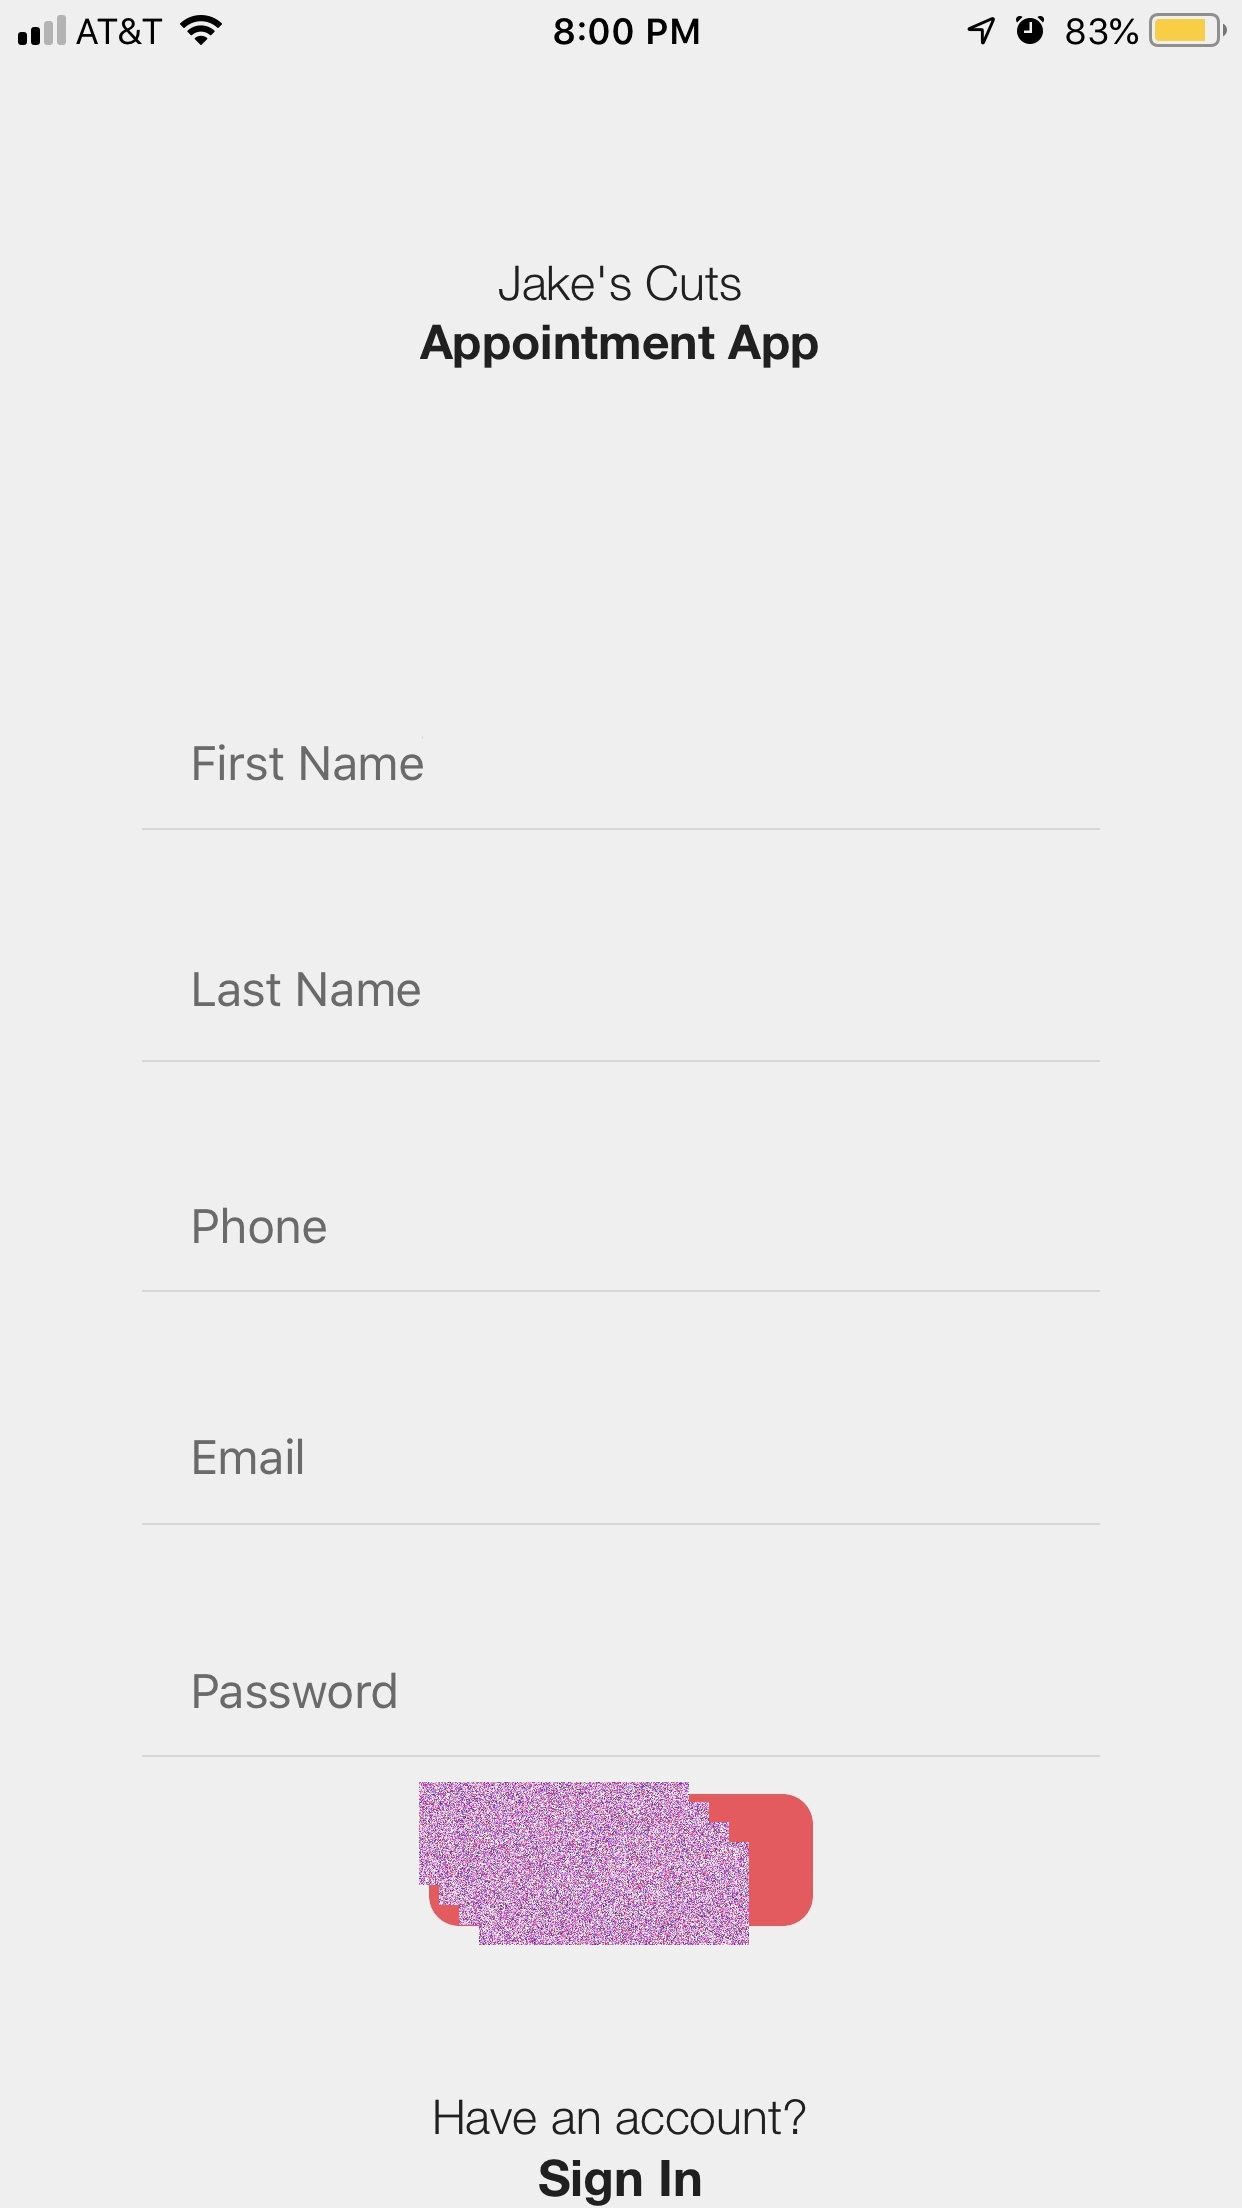 AT&T 8:00 PM 83%
Jake's Cuts
Appointment App
First Name
Last Name
Phone
Email
Password
Have an account?
Sign In